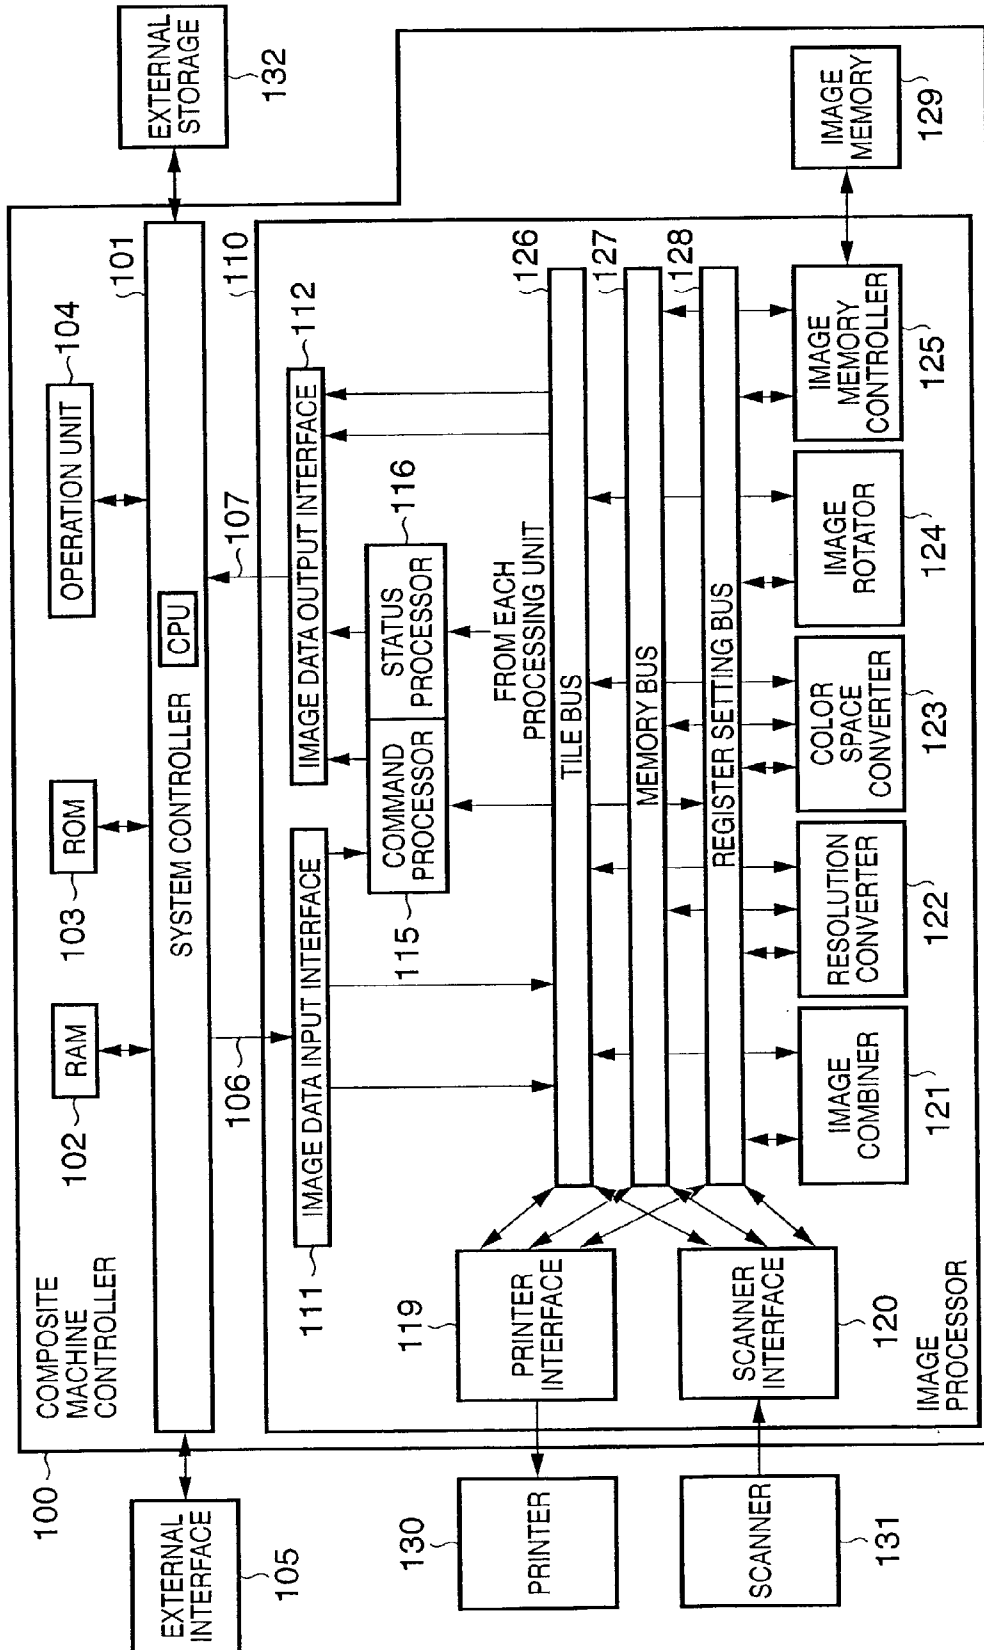 COMPOSITE
MACHINE
CONTROLLER
100
RAM
102
ROM
103
OPERATION UNIT
104
EXTERNAL
STORAGE
132
EXTERNAL
INTERFACE
105
SYSTEM CONTROLLER
CPU
101
106
107
110
IMAGE DATA INPUT INTERFACE
111
IMAGE DATA OUTPUT INTERFACE
112
COMMAND
PROCESSOR
115
STATUS
PROCESSOR
116
FROM EACH
PROCESSING UNIT
TILE BUS
126
MEMORY BUS
127
REGISTER SETTING BUS
128
PRINTER
INTERFACE
119
SCANNER
INTERFACE
120
PRINTER
130
SCANNER
131
IMAGE
COMBINER
121
RESOLUTION
CONVERTER
122
COLOR
SPACE
CONVERTER
123
IMAGE
ROTATOR
124
IMAGE
MEMORY
CONTROLLER
125
IMAGE
MEMORY
129
IMAGE
PROCESSOR